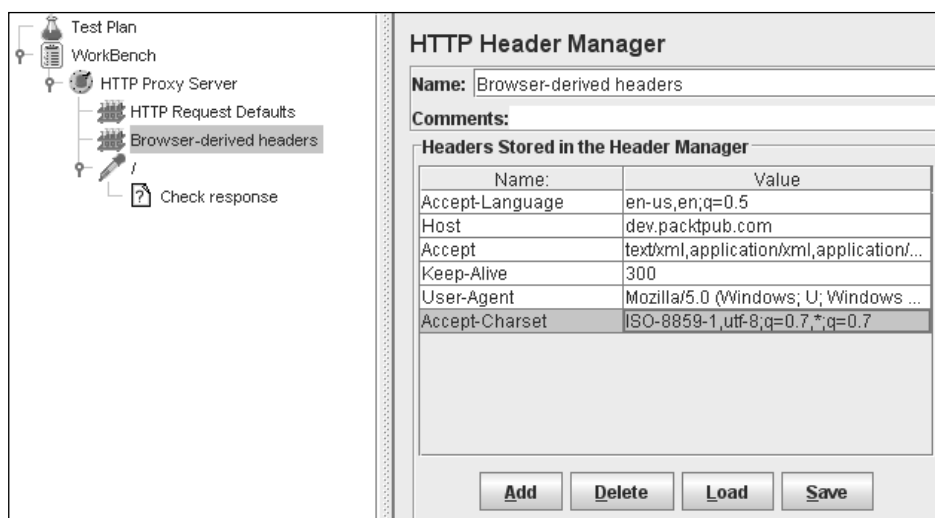 Test Plan
WorkBench
HTTP Proxy Server
HTTP Request Defaults
Browser-derived headers
/
Check response
HTTP Header Manager
Name: Browser-derived headers
Comments:
Headers Stored in the Header Manager
Name: Value
Accept-Language en-us,en;q=0.5
Host dev.packtpub.com
Accept text/xml,application/xml,application/...
Keep-Alive 300
User-Agent Mozilla/5.0 (Windows; U; Windows ...
Accept-Charset ISO-8859-1,utf-8;q=0.7,*;q=0.7
Add Delete Load Save